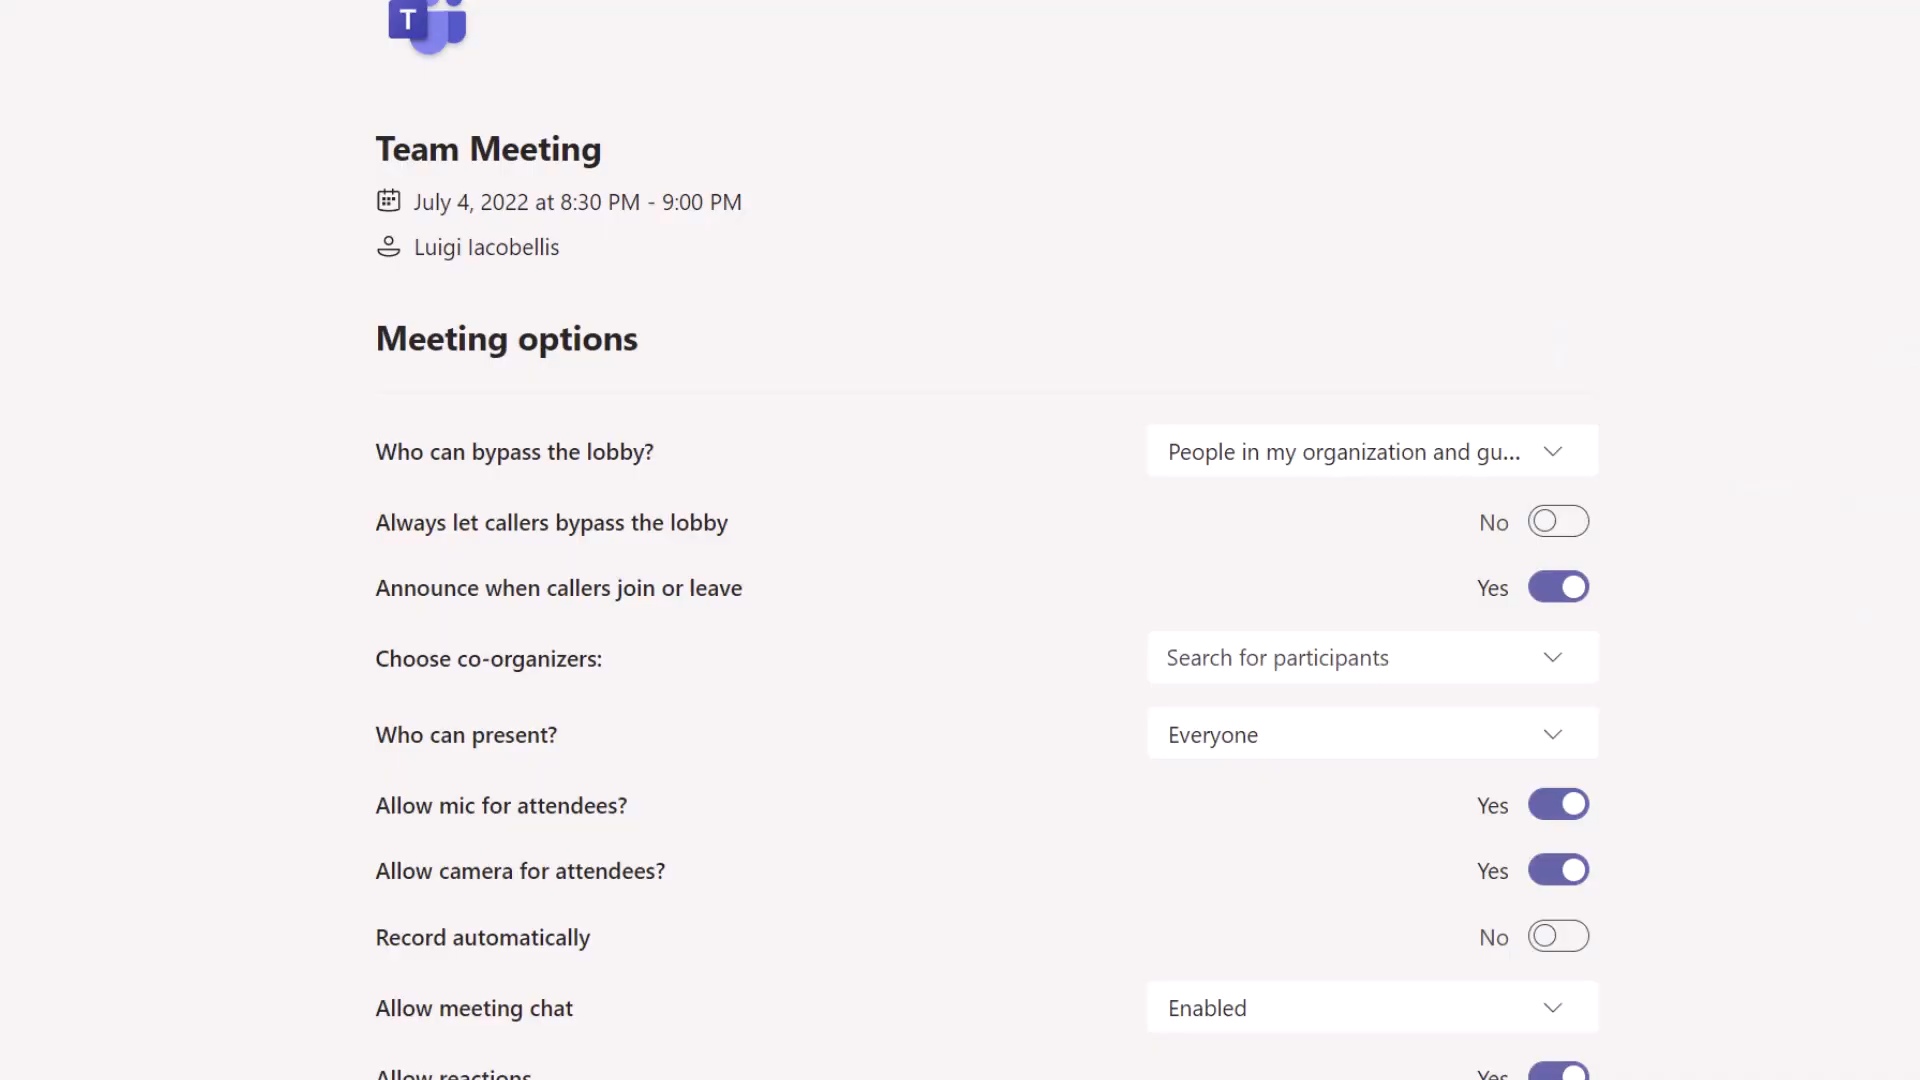 T
Team Meeting
July 4, 2022 at 8:30 PM - 9:00 PM
Luigi Iacobellis
Meeting options
Who can bypass the lobby? People in my organization and gu...
Always let callers bypass the lobby No
Announce when callers join or leave Yes
Choose co-organizers: Search for participants
Who can present? Everyone
Allow mic for attendees? Yes
Allow camera for attendees? Yes
Record automatically No
Allow meeting chat Enabled
Allow reactions Yes